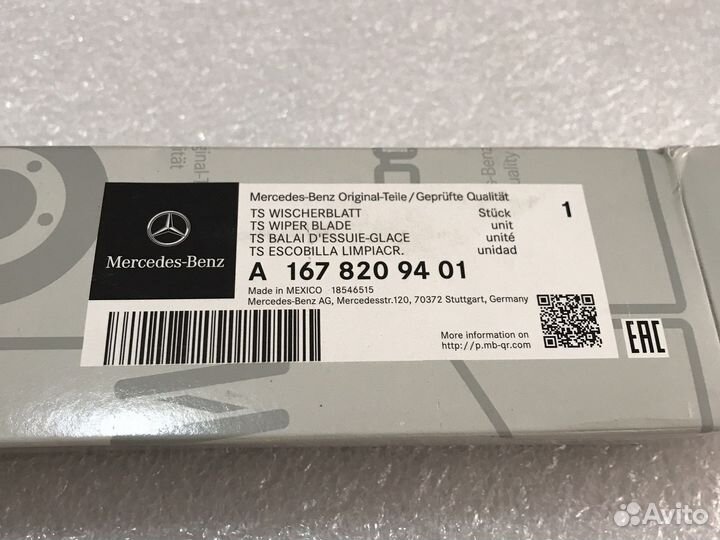 Mercedes-Benz
Mercedes-Benz Original-Teile/Geprüfte Qualität
TS WISCHERBLATT Stück 1
TS WIPER BLADE unit
TS BALAI D'ESSUIE-GLACE unité
TS ESCOBILLA LIMPIACR. unidad
A 167 820 94 01
Made in MEXICO 18546515
Mercedes-Benz AG, Mercedesstr.120, 70372 Stuttgart, Germany
More information on
http://p.mb-qr.com
EAC
Avito